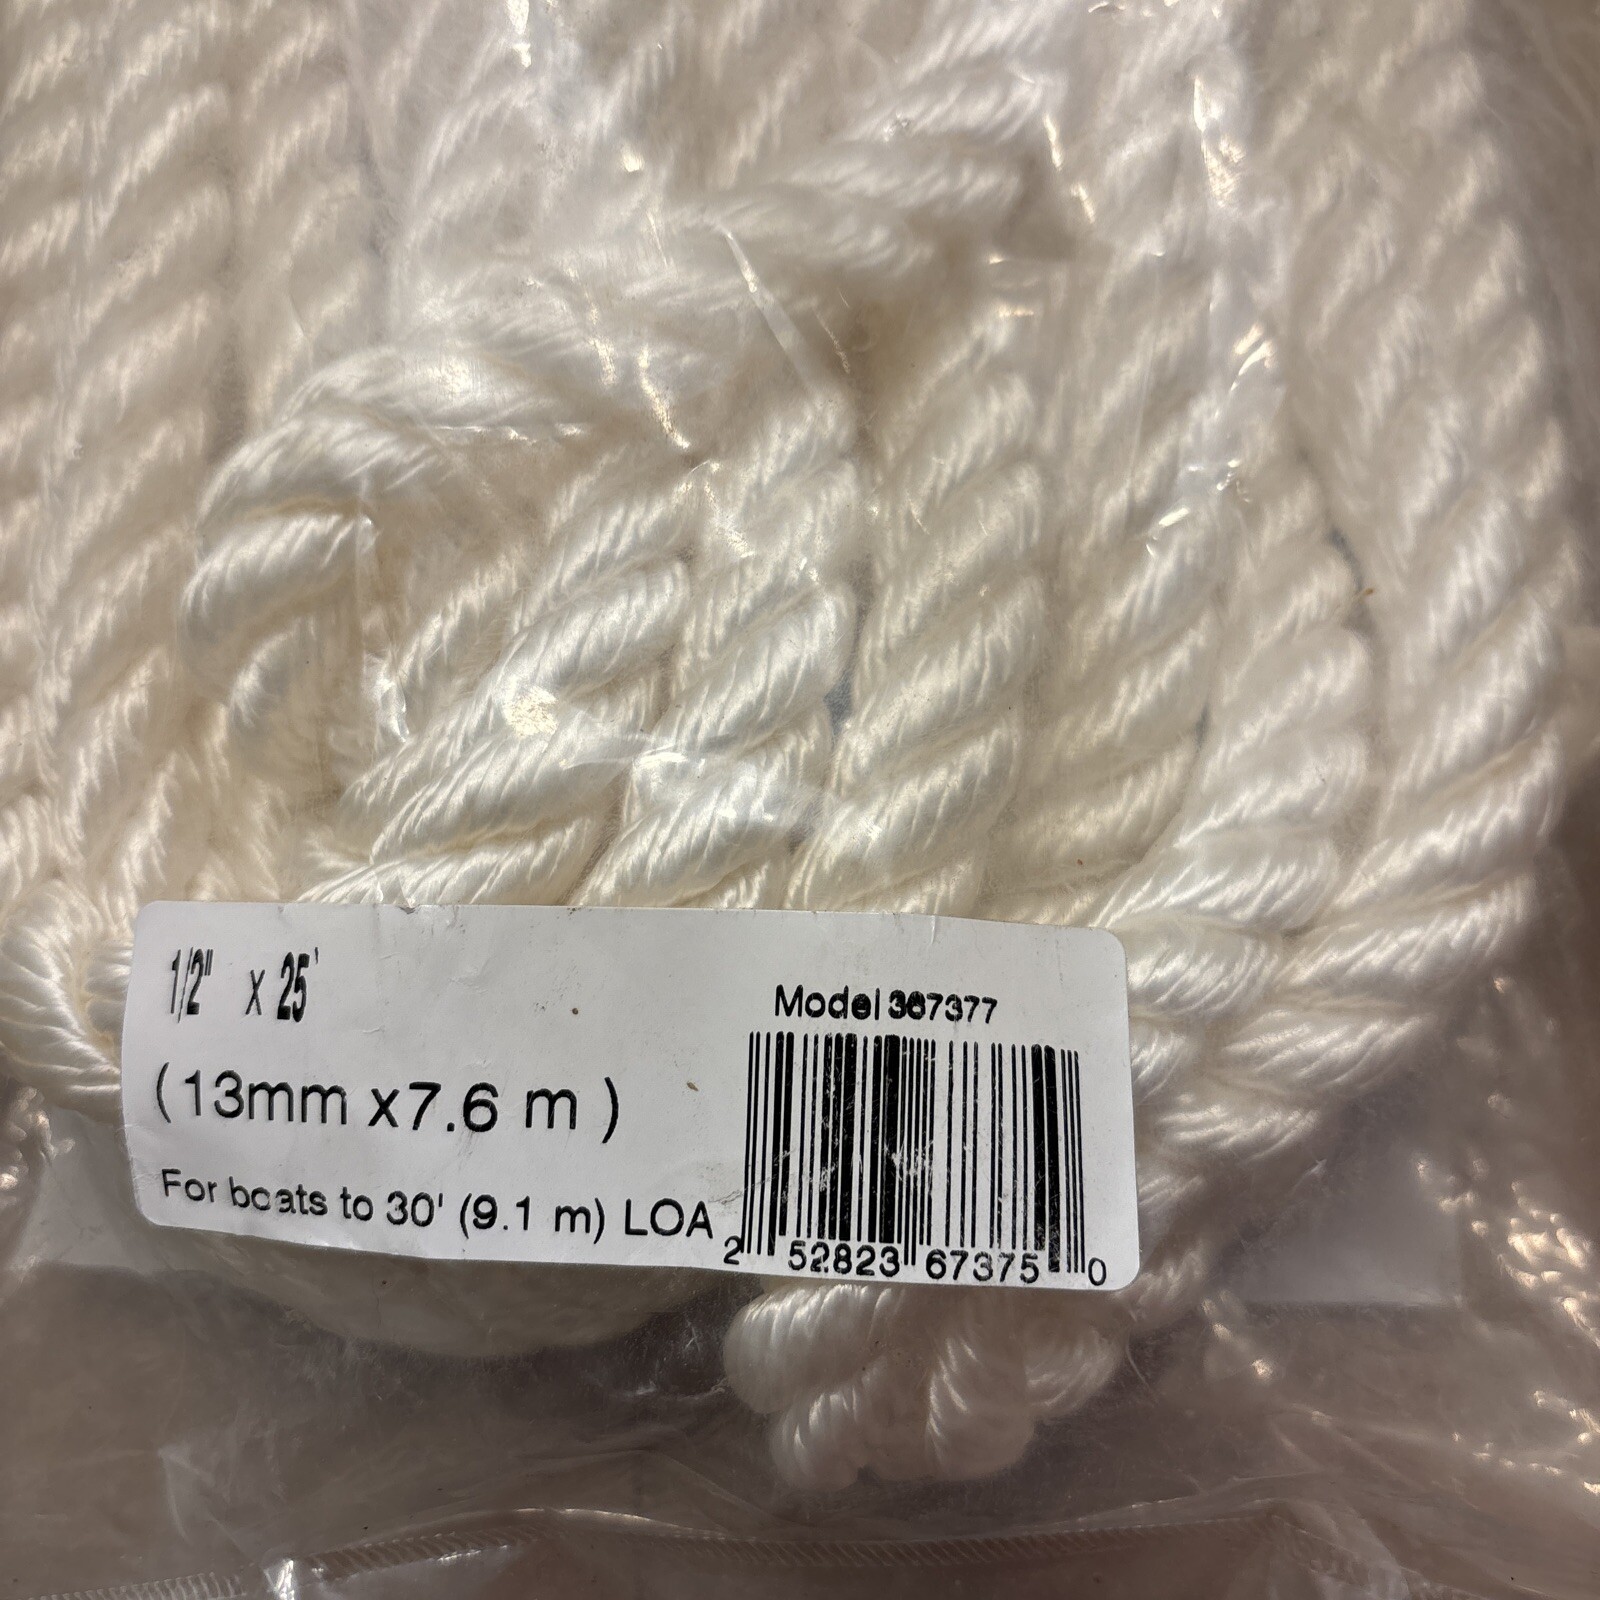 1/2" x 25'
(13mm x7.6 m)
For boats to 30' (9.1 m) LOA
Model 367377
2 52823 67375 0